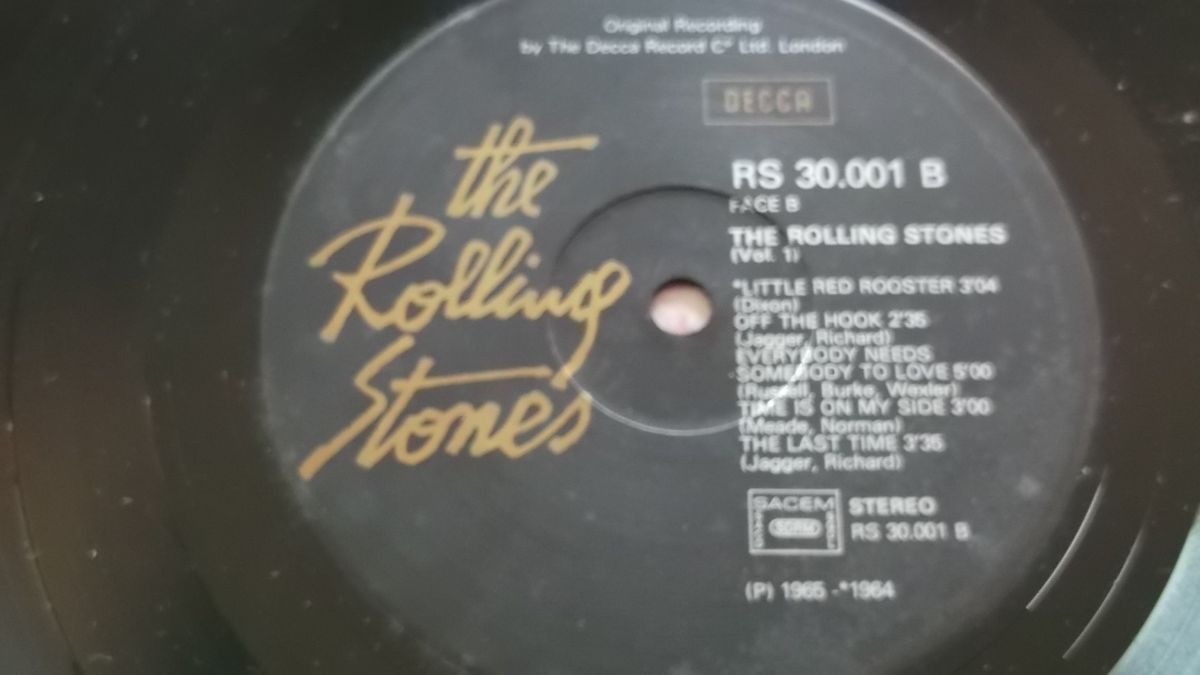 Original Recording
by The Decca Record Cº Ltd. London
DECCA
the
Rolling
Stones
RS 30.001 B
FACE B
THE ROLLING STONES
(Vol. 1)
*LITTLE RED ROOSTER 3'04
(Dixon)
OFF THE HOOK 2'35
(Jagger, Richard)
EVERYBODY NEEDS
SOMEBODY TO LOVE 5'00
(Russell, Burke, Wexler)
TIME IS ON MY SIDE 3'00
(Meade, Norman)
THE LAST TIME 3'35
(Jagger, Richard)
SACEM
STEREO
RS 30.001 B
(P) 1965 -*1964